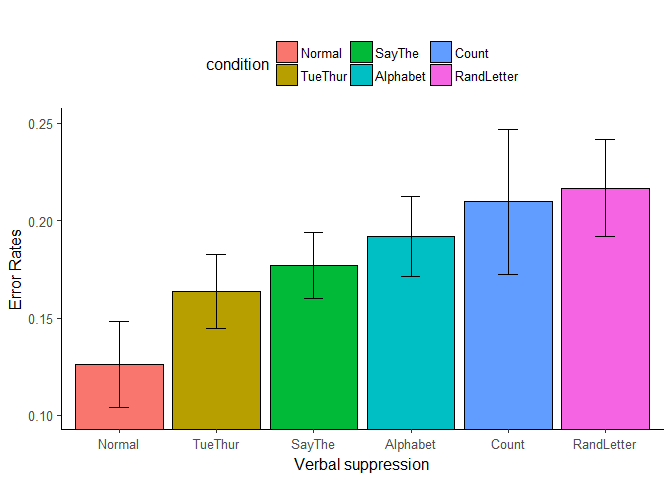 condition
Normal SayThe Count
TueThur Alphabet RandLetter
0.25
0.20
0.15
0.10
Error Rates
Normal TueThur SayThe Alphabet Count RandLetter
Verbal suppression